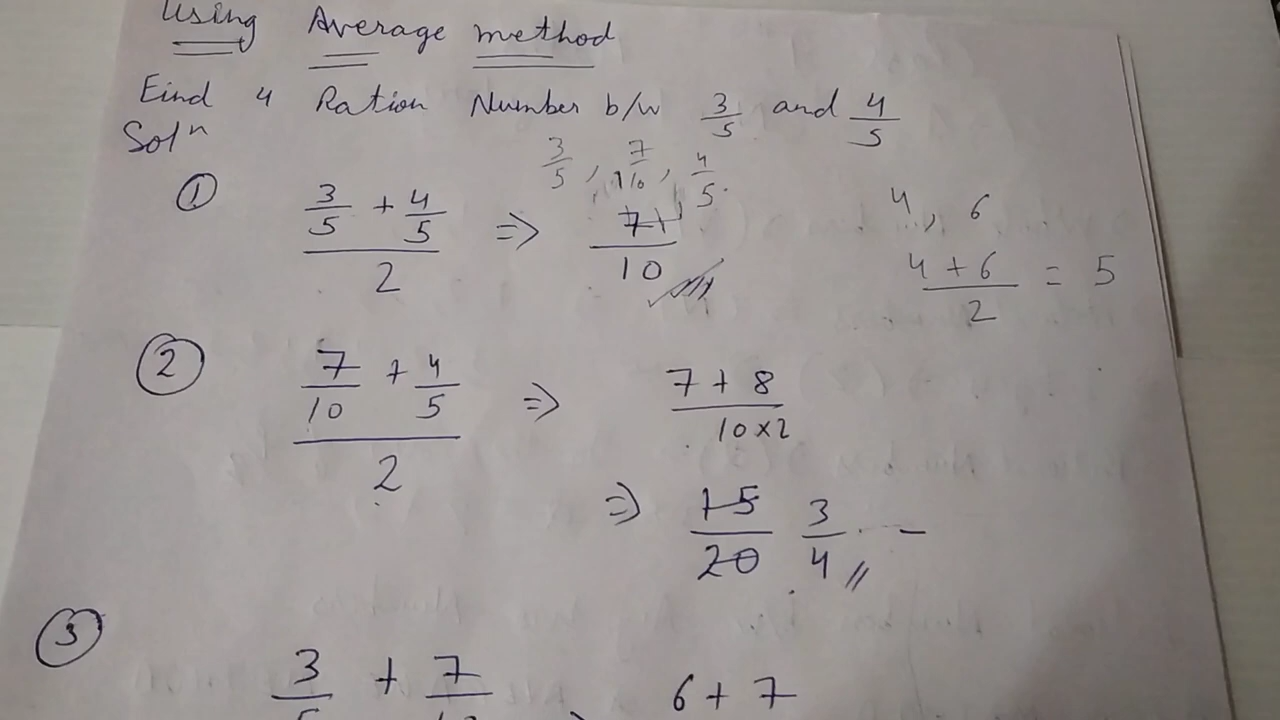 Using Average method
Find 4 Ration Number b/w 3/5 and 4/5
Solⁿ
3/5, 7/10, 4/5
① (3/5 + 4/5)/2 ⇒ 7/10
4, 6
(4 + 6)/2 = 5
② (7/10 + 4/5)/2 ⇒ (7 + 8)/(10×2)
⇒ 15/20 3/4 –
③ 3/5 + 7/10 6 + 7